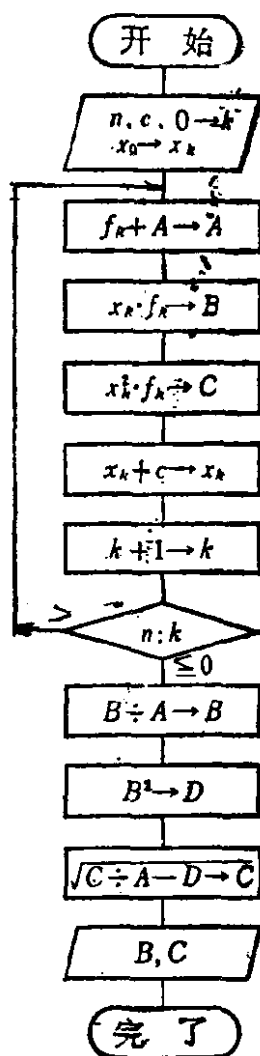 开 始
n, c, 0→k
x₀→xₖ
fₖ+A→A
xₖ·fₖ→B
xₖ²·fₖ→C
xₖ+c→xₖ
k+1→k
> n:k
≦0
B÷A→B
B²→D
√C÷A—D→C
B, C
完 了